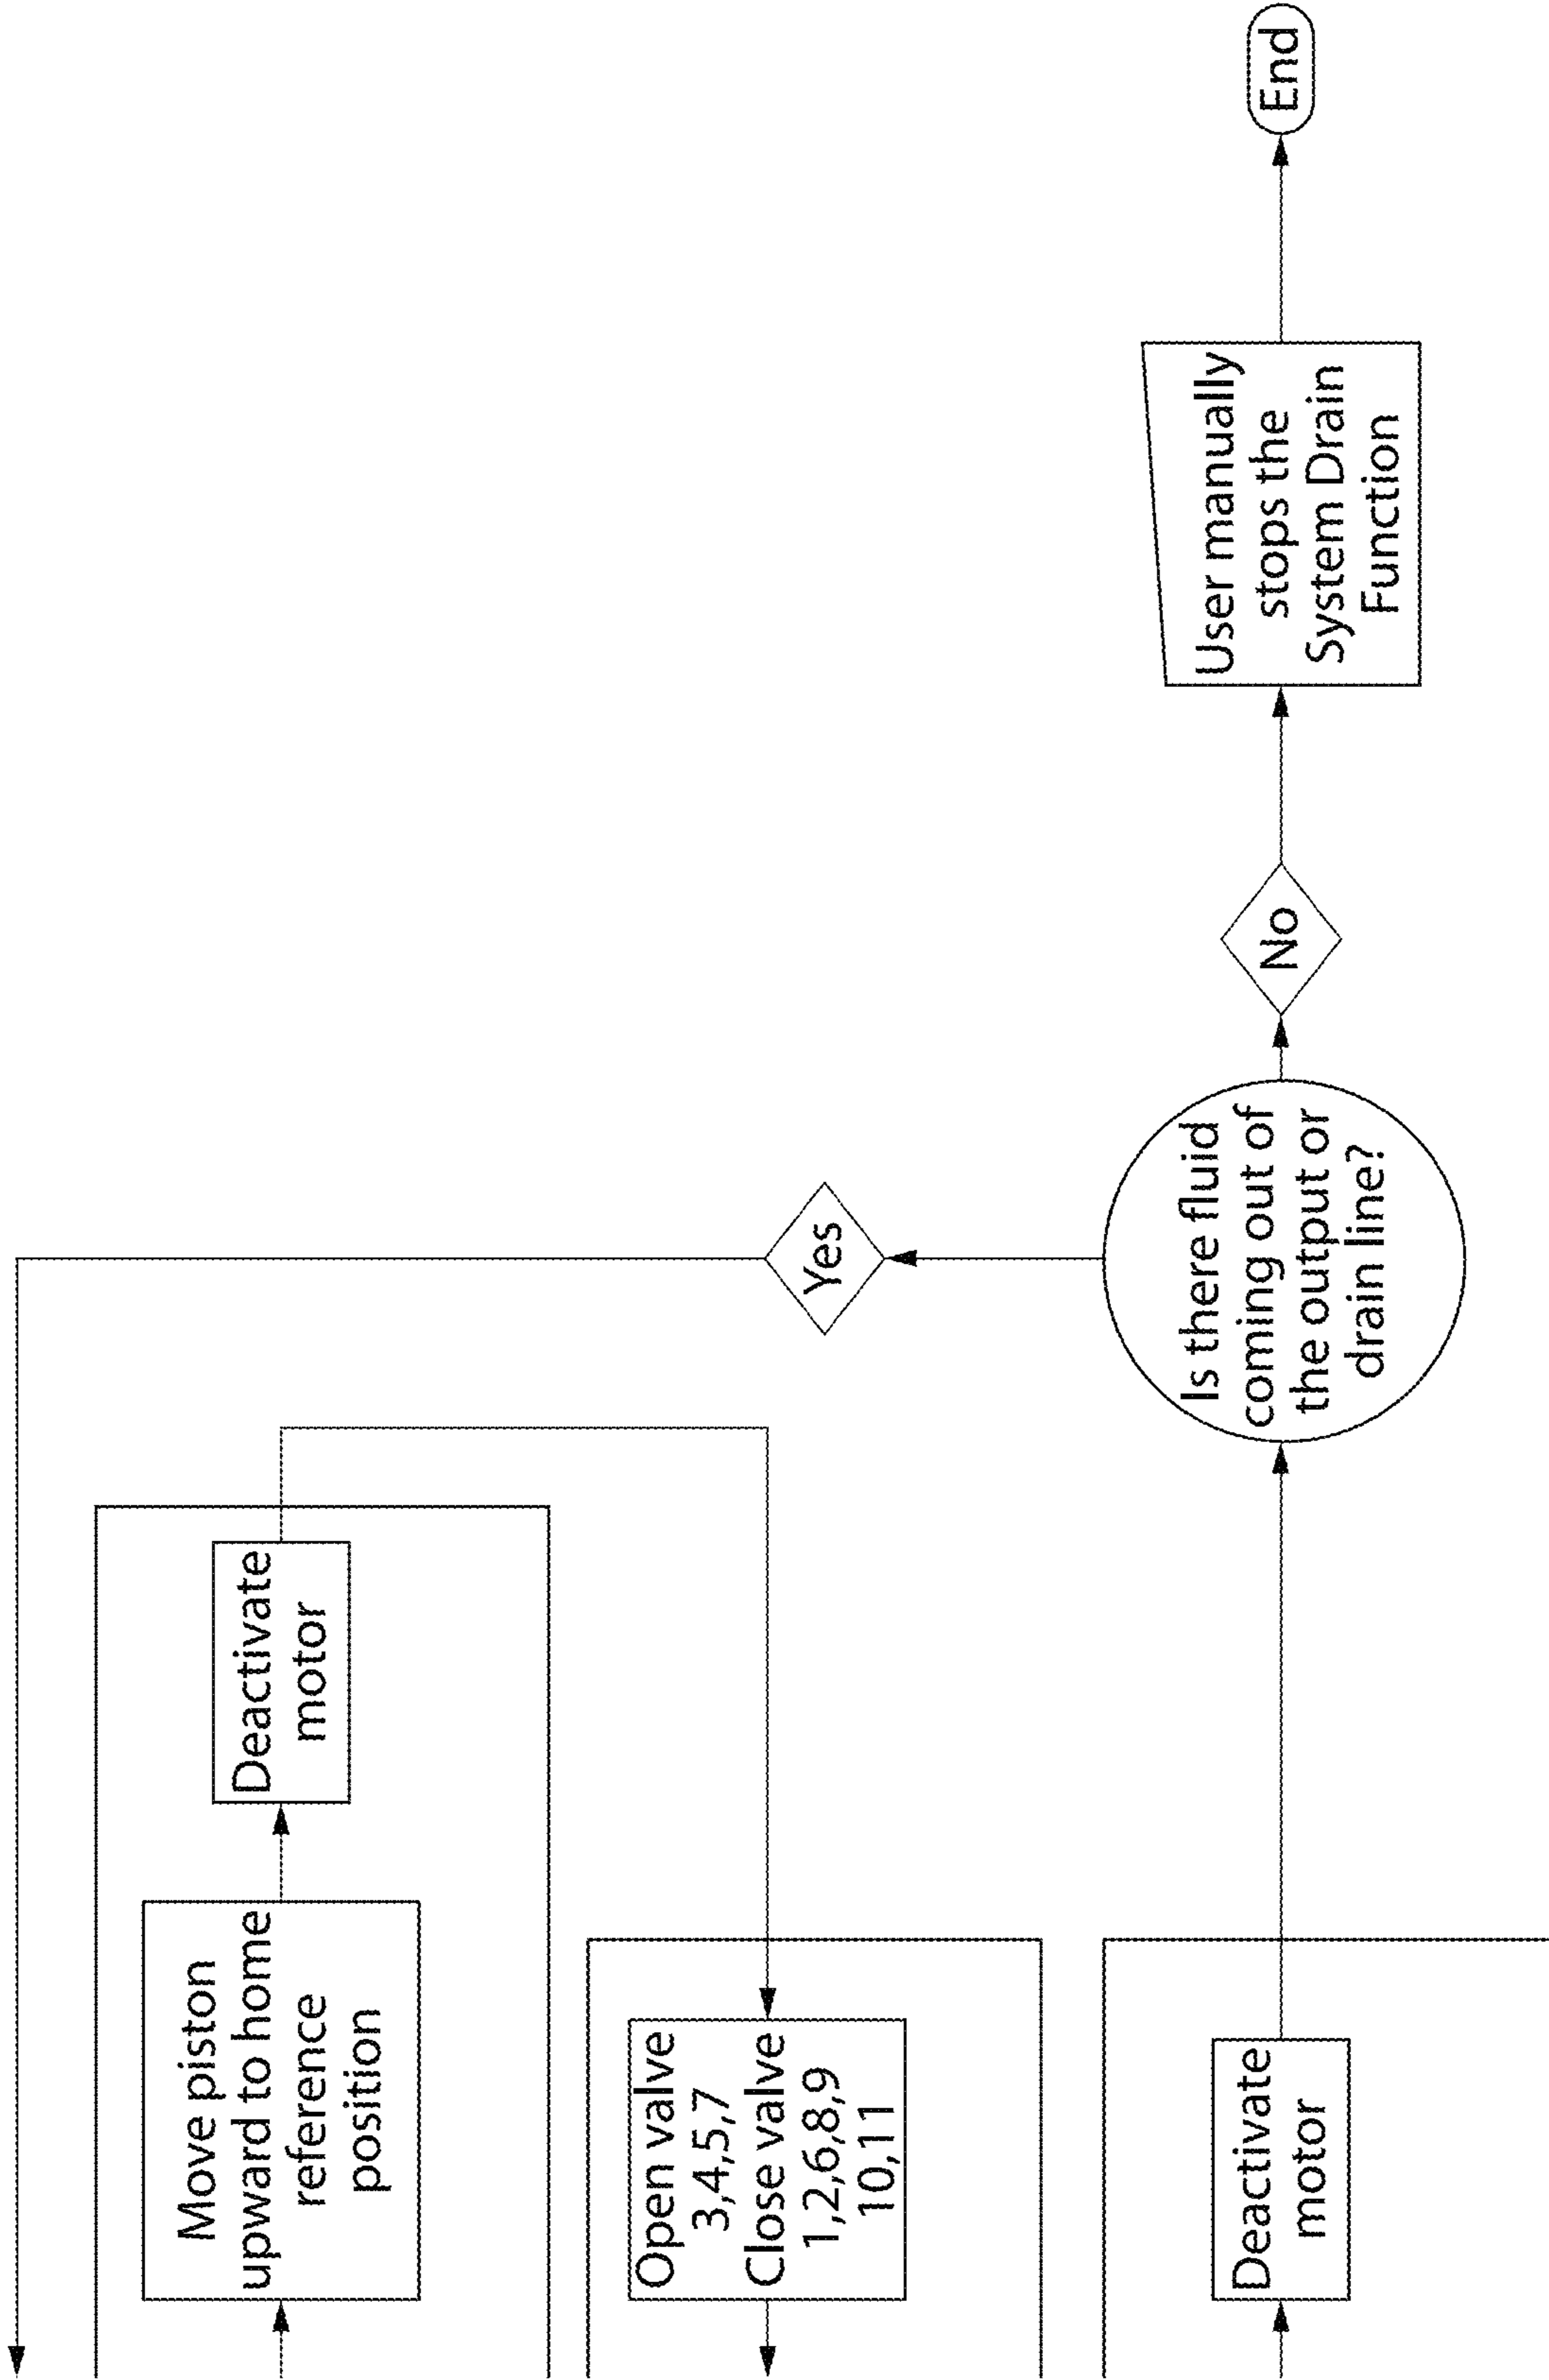 Move piston
upward to home
reference
position
Deactivate
motor
Open valve
3,4,5,7
Close valve
1,2,6,8,9
10,11
Deactivate
motor
Is there fluid
coming out of
the output or
drain line?
Yes
No
User manually
stops the
System Drain
Function
End